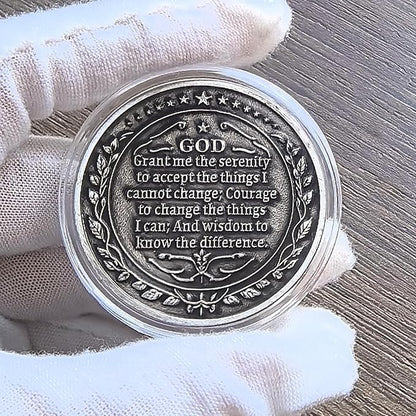 GOD
Grant me the serenity
to accept the things I
cannot change; Courage
to change the things
I can; And wisdom to
know the difference.